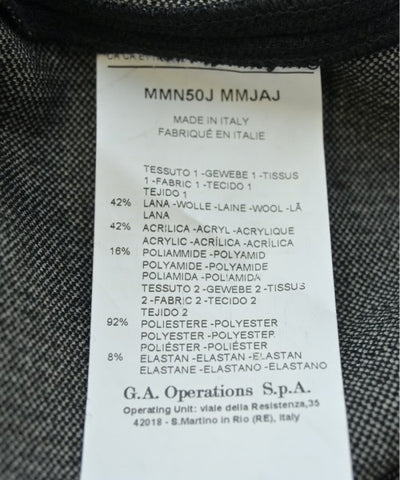 MMN50J MMJAJ
MADE IN ITALY
FABRIQUÉ EN ITALIE
TESSUTO 1 -GEWEBE 1 -TISSUS
1 -FABRIC 1 -TECIDO 1
TEJIDO 1
42% LANA -WOLLE -LAINE -WOOL -LÃ
LANA
42% ACRILICA -ACRYL -ACRYLIQUE
ACRYLIC -ACRÍLICA -ACRÍLICA
16% POLIAMMIDE -POLYAMID
POLYAMIDE -POLYAMIDE
POLIAMIDA -POLIAMIDA
TESSUTO 2 -GEWEBE 2 -TISSUS
2 -FABRIC 2 -TECIDO 2
TEJIDO 2
92% POLIESTERE -POLYESTER
POLYESTER -POLYESTER
POLIÉSTER -POLIÉSTER
8% ELASTAN -ELASTAN -ELASTAN
ELASTANE -ELASTANO -ELASTANO
G.A. Operations S.p.A.
Operating Unit: viale della Resistenza,35
42018 - S.Martino in Rio (RE), Italy